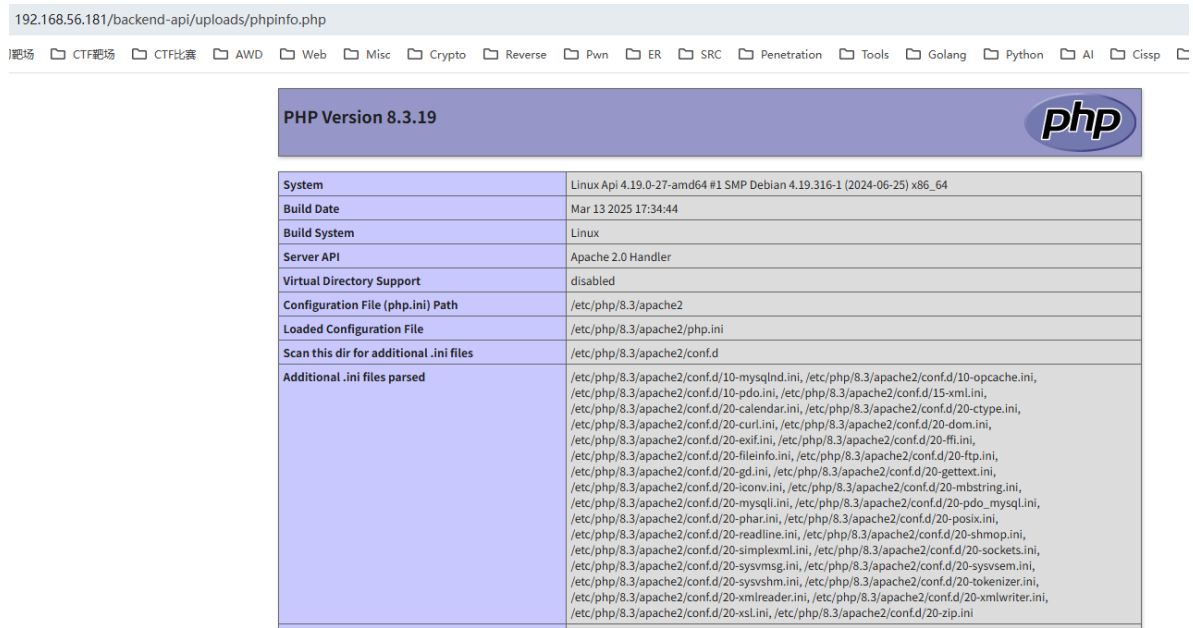 192.168.56.181/backend-api/uploads/phpinfo.php
靶场 CTF靶场 CTF比赛 AWD Web Misc Crypto Reverse Pwn ER SRC Penetration Tools Golang Python AI Cissp
PHP Version 8.3.19 php
System Linux Api 4.19.0-27-amd64 #1 SMP Debian 4.19.316-1 (2024-06-25) x86_64
Build Date Mar 13 2025 17:34:44
Build System Linux
Server API Apache 2.0 Handler
Virtual Directory Support disabled
Configuration File (php.ini) Path /etc/php/8.3/apache2
Loaded Configuration File /etc/php/8.3/apache2/php.ini
Scan this dir for additional .ini files /etc/php/8.3/apache2/conf.d
Additional .ini files parsed /etc/php/8.3/apache2/conf.d/10-mysqlnd.ini, /etc/php/8.3/apache2/conf.d/10-opcache.ini,
/etc/php/8.3/apache2/conf.d/10-pdo.ini, /etc/php/8.3/apache2/conf.d/15-xml.ini,
/etc/php/8.3/apache2/conf.d/20-calendar.ini, /etc/php/8.3/apache2/conf.d/20-ctype.ini,
/etc/php/8.3/apache2/conf.d/20-curl.ini, /etc/php/8.3/apache2/conf.d/20-dom.ini,
/etc/php/8.3/apache2/conf.d/20-exif.ini, /etc/php/8.3/apache2/conf.d/20-ffi.ini,
/etc/php/8.3/apache2/conf.d/20-fileinfo.ini, /etc/php/8.3/apache2/conf.d/20-ftp.ini,
/etc/php/8.3/apache2/conf.d/20-gd.ini, /etc/php/8.3/apache2/conf.d/20-gettext.ini,
/etc/php/8.3/apache2/conf.d/20-iconv.ini, /etc/php/8.3/apache2/conf.d/20-mbstring.ini,
/etc/php/8.3/apache2/conf.d/20-mysqli.ini, /etc/php/8.3/apache2/conf.d/20-pdo_mysql.ini,
/etc/php/8.3/apache2/conf.d/20-phar.ini, /etc/php/8.3/apache2/conf.d/20-posix.ini,
/etc/php/8.3/apache2/conf.d/20-readline.ini, /etc/php/8.3/apache2/conf.d/20-shmop.ini,
/etc/php/8.3/apache2/conf.d/20-simplexml.ini, /etc/php/8.3/apache2/conf.d/20-sockets.ini,
/etc/php/8.3/apache2/conf.d/20-sysvmsg.ini, /etc/php/8.3/apache2/conf.d/20-sysvsem.ini,
/etc/php/8.3/apache2/conf.d/20-sysvshm.ini, /etc/php/8.3/apache2/conf.d/20-tokenizer.ini,
/etc/php/8.3/apache2/conf.d/20-xmlreader.ini, /etc/php/8.3/apache2/conf.d/20-xmlwriter.ini,
/etc/php/8.3/apache2/conf.d/20-xsl.ini, /etc/php/8.3/apache2/conf.d/20-zip.ini